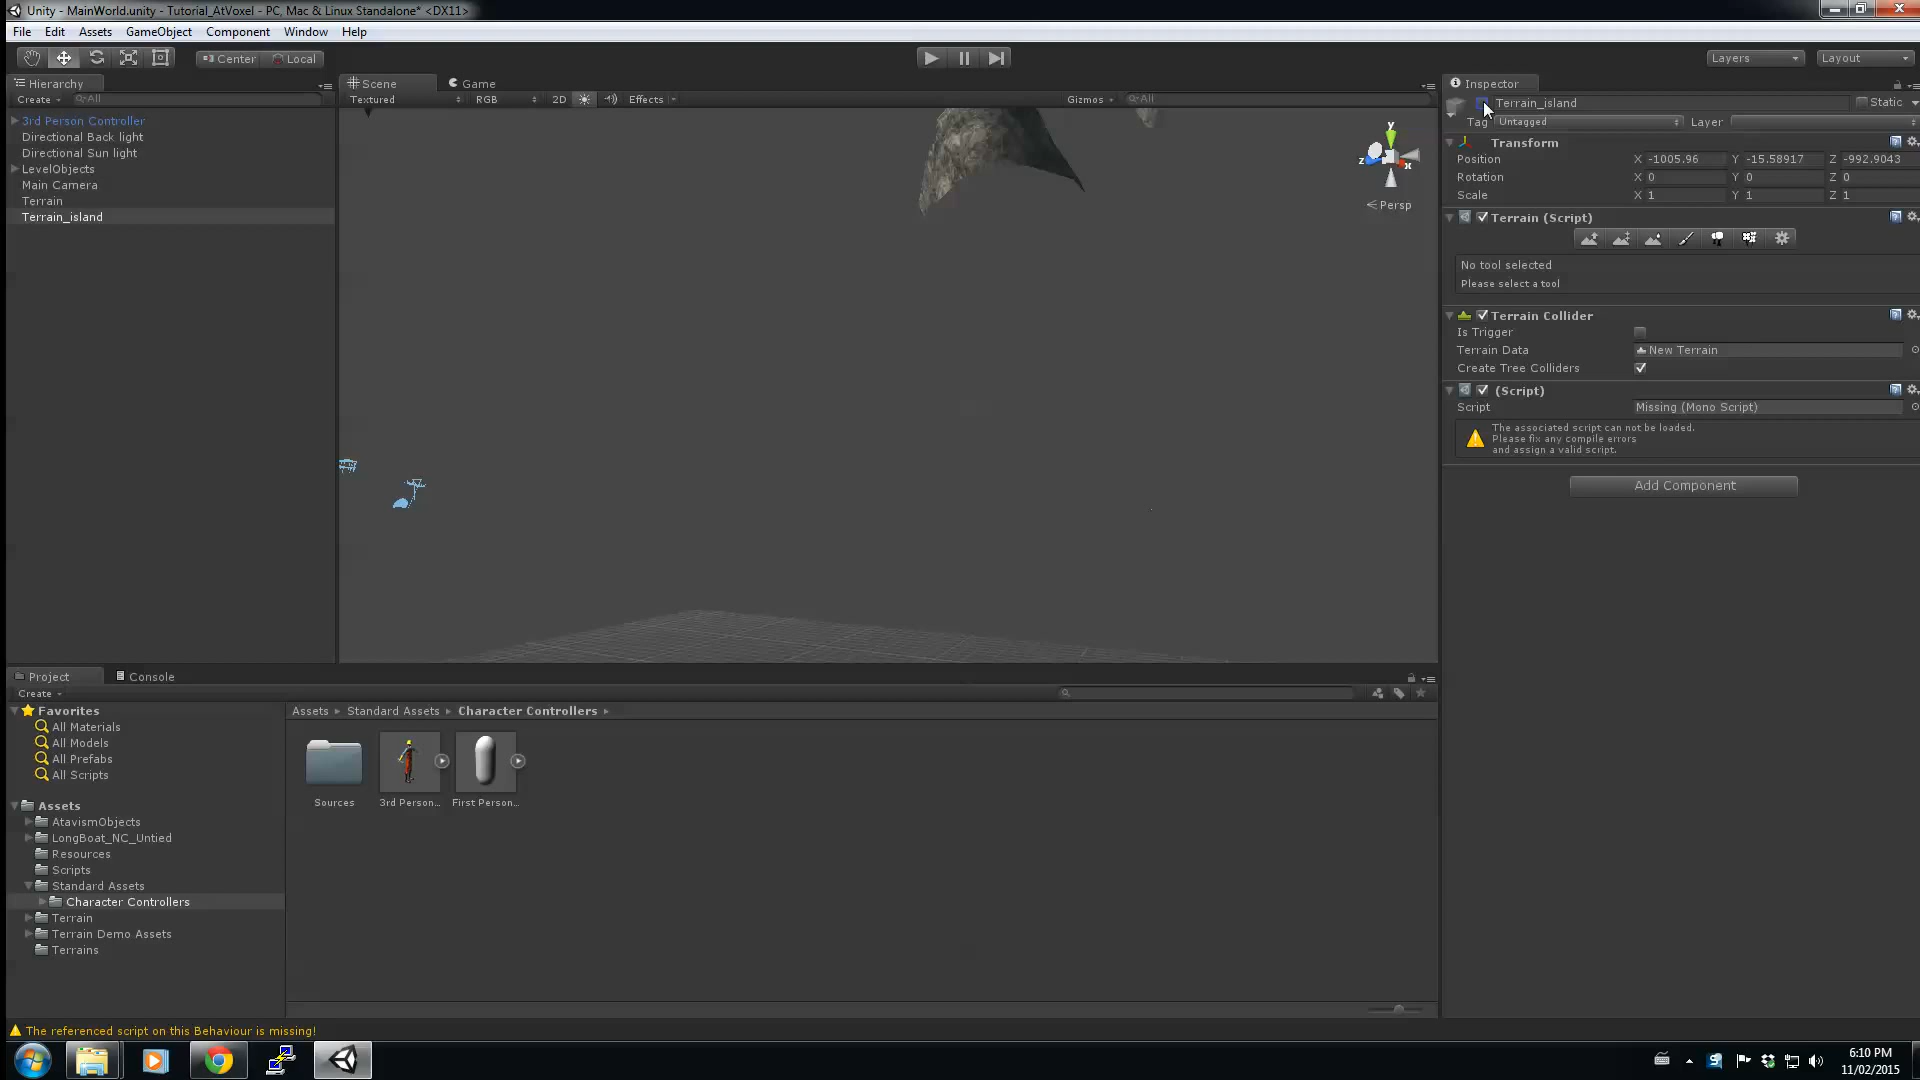 Unity - MainWorld.unity - Tutorial_AtVoxel - PC, Mac & Linux Standalone* <DX11>
File Edit Assets GameObject Component Window Help
Center Local Layers Layout
Hierarchy
Create All
3rd Person Controller
Directional Back light
Directional Sun light
LevelObjects
Main Camera
Terrain
Terrain_island
Scene Game
Textured RGB 2D Effects Gizmos All
y
z x
Persp
Inspector
Terrain_island Static
Tag Untagged Layer
Transform
Position X -1005.96 Y -15.58917 Z -992.9043
Rotation X 0 Y 0 Z 0
Scale X 1 Y 1 Z 1
Terrain (Script)
No tool selected
Please select a tool
Terrain Collider
Is Trigger
Terrain Data New Terrain
Create Tree Colliders
(Script)
Script Missing (Mono Script)
The associated script can not be loaded.
Please fix any compile errors
and assign a valid script.
Add Component
Project Console
Create
Favorites
All Materials
All Models
All Prefabs
All Scripts
Assets
AtavismObjects
LongBoat_NC_Untied
Resources
Scripts
Standard Assets
Character Controllers
Terrain
Terrain Demo Assets
Terrains
Assets Standard Assets Character Controllers
Sources 3rd Person... First Person...
The referenced script on this Behaviour is missing!
6:10 PM
11/02/2015